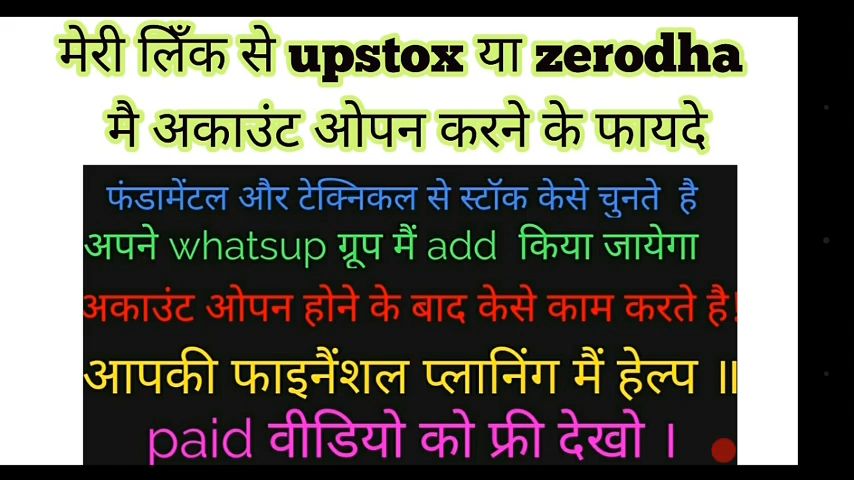 मेरी लिँक से upstox या zerodha
मै अकाउंट ओपन करने के फायदे
फंडामेंटल और टेक्निकल से स्टॉक केसे चुनते है
अपने whatsup ग्रूप मैं add किया जायेगा
अकाउंट ओपन होने के बाद केसे काम करते है!
आपकी फाइनैंशल प्लानिंग मैं हेल्प ॥
paid वीडियो को फ्री देखो ।